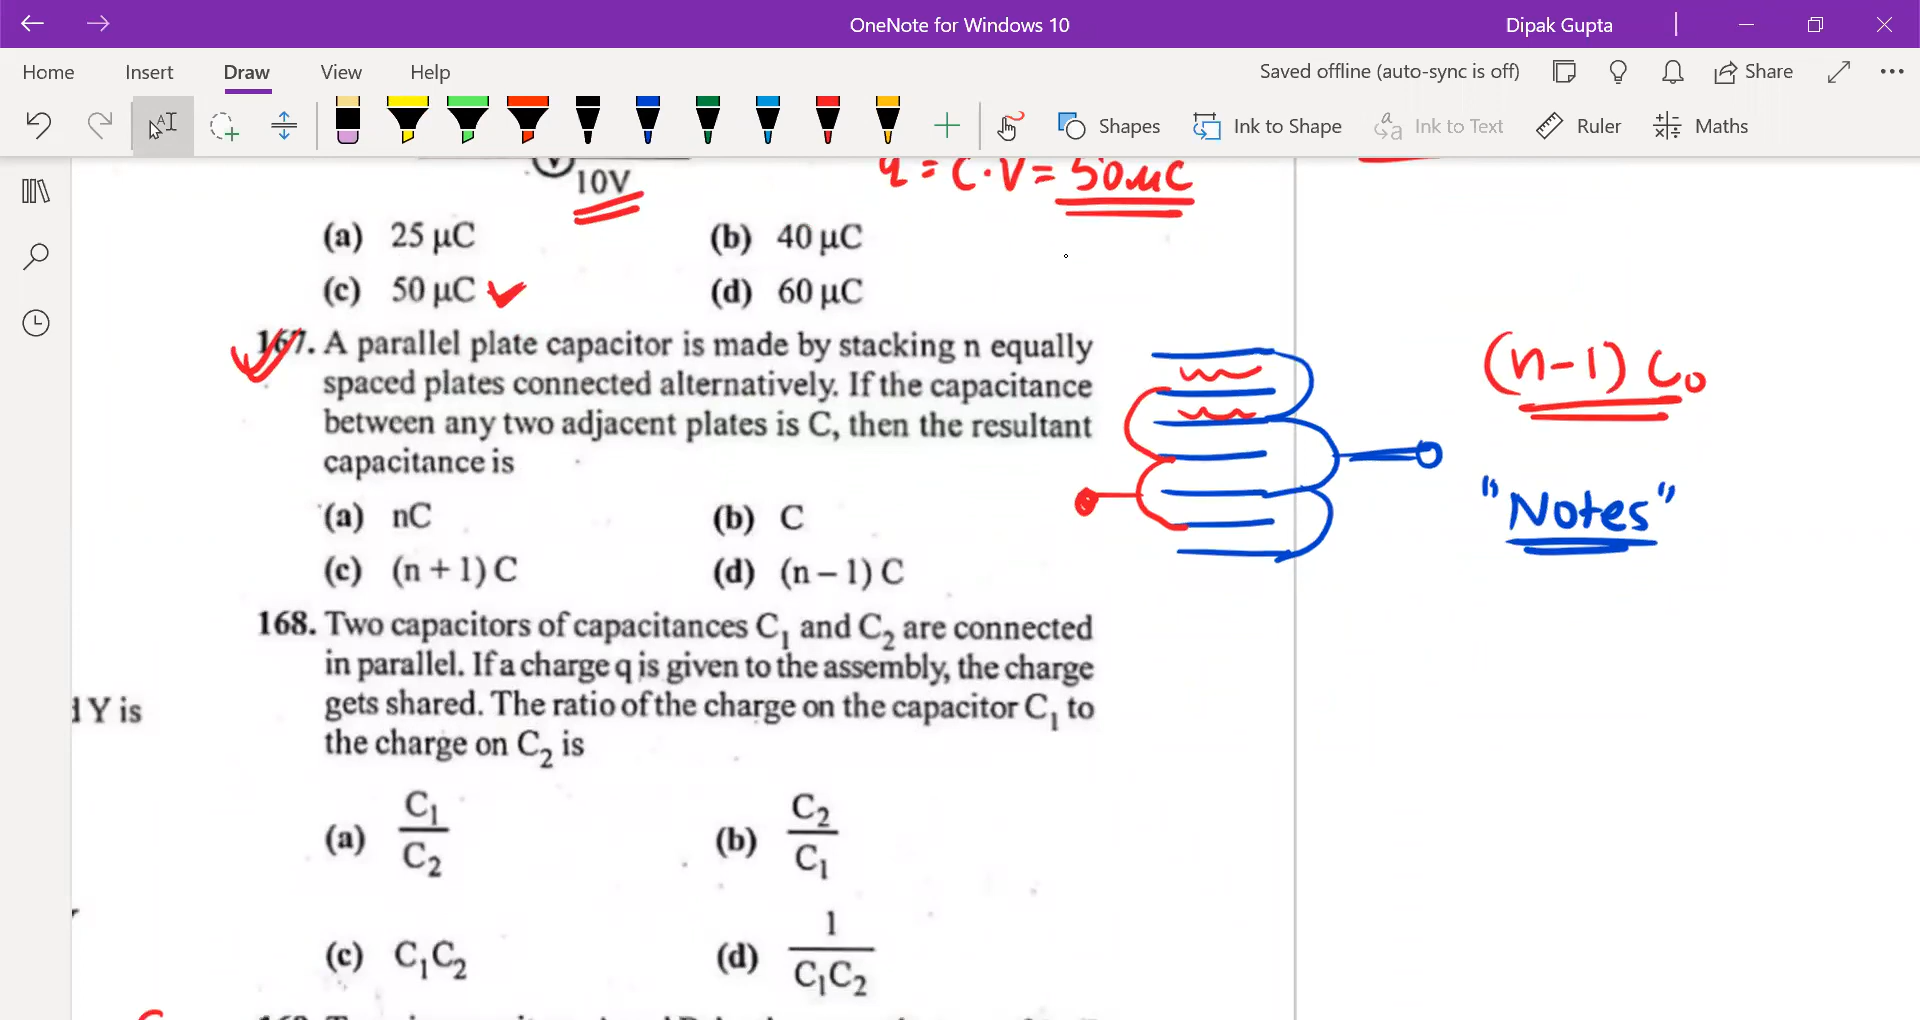 OneNote for Windows 10
Dipak Gupta
Home Insert Draw View Help
Saved offline (auto-sync is off) Share
Shapes Ink to Shape Ink to Text Ruler Maths
10V
q = C·V = 50μC
(a) 25 μC (b) 40 μC
(c) 50 μC (d) 60 μC
167. A parallel plate capacitor is made by stacking n equally
spaced plates connected alternatively. If the capacitance
between any two adjacent plates is C, then the resultant
capacitance is
(a) nC (b) C
(c) (n + 1) C (d) (n – 1) C
(n-1) C₀
"Notes"
168. Two capacitors of capacitances C₁ and C₂ are connected
in parallel. If a charge q is given to the assembly, the charge
gets shared. The ratio of the charge on the capacitor C₁ to
the charge on C₂ is
Y is
(a) C₁/C₂ (b) C₂/C₁
(c) C₁C₂ (d) 1/C₁C₂